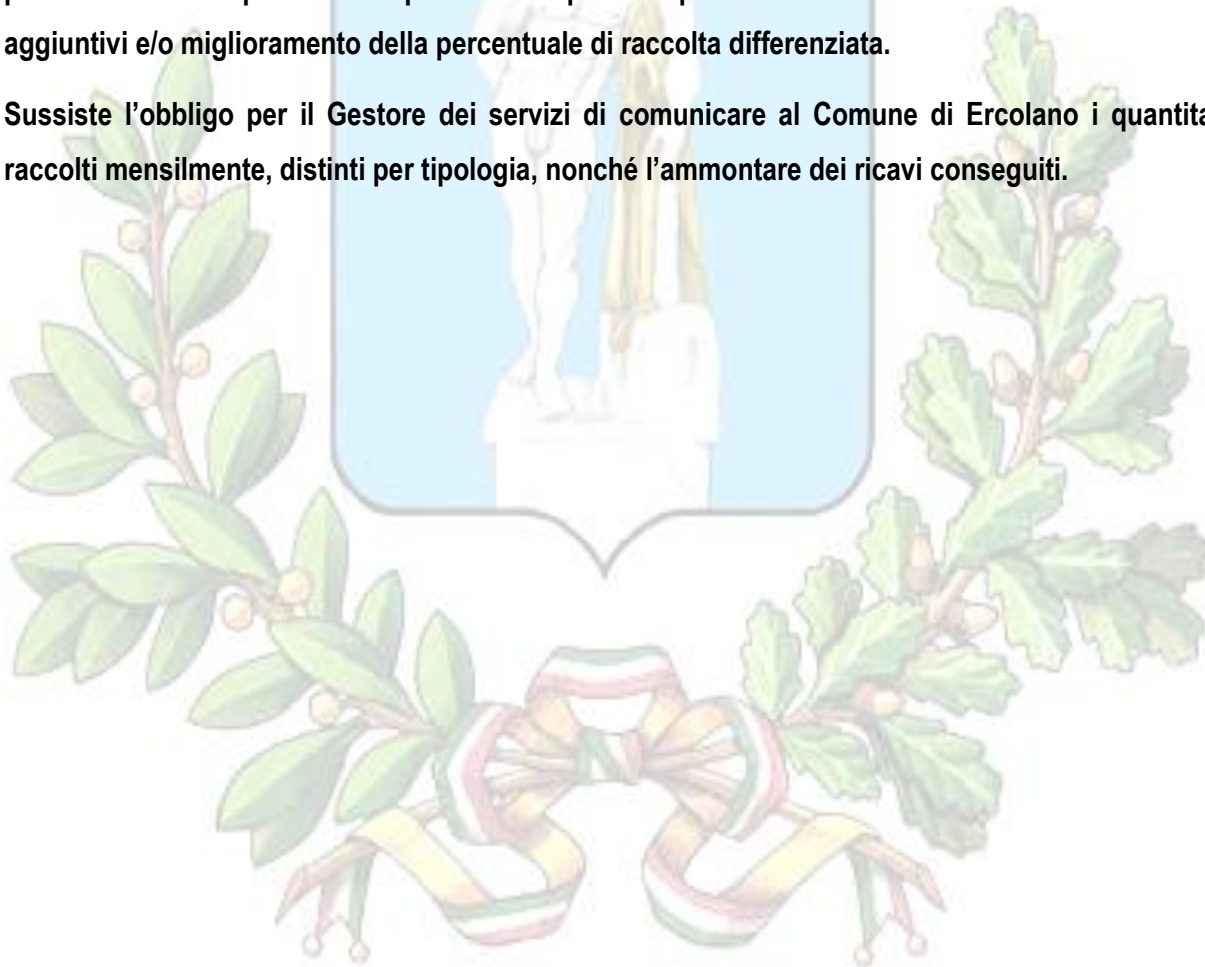 aggiuntivi e/o miglioramento della percentuale di raccolta differenziata.
Sussiste l’obbligo per il Gestore dei servizi di comunicare al Comune di Ercolano i
raccolti mensilmente, distinti per tipologia, nonché l’ammontare dei ricavi conseguiti.